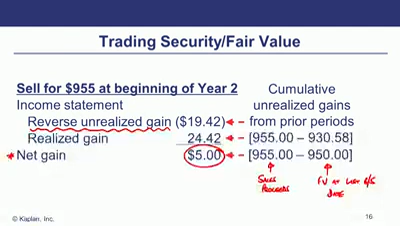 Trading Security/Fair Value
Sell for $955 at beginning of Year 2
Cumulative
Income statement
unrealized gains
Reverse unrealized gain ($19.42)
from prior periods
Realized gain 24.42
[955.00 – 930.58]
Net gain $5.00
[955.00 – 950.00]
SALES
PROCEEDS
FV AT LAST B/S
DATE
© Kaplan, Inc.
16